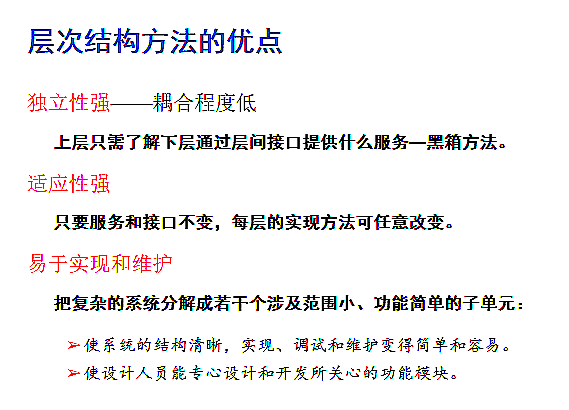 层次结构方法的优点
独立性强——耦合程度低
上层只需了解下层通过层间接口提供什么服务—黑箱方法。
适应性强
只要服务和接口不变，每层的实现方法可任意改变。
易于实现和维护
把复杂的系统分解成若干个涉及范围小、功能简单的子单元：
➢使系统的结构清晰，实现、调试和维护变得简单和容易。
➢使设计人员能专心设计和开发所关心的功能模块。